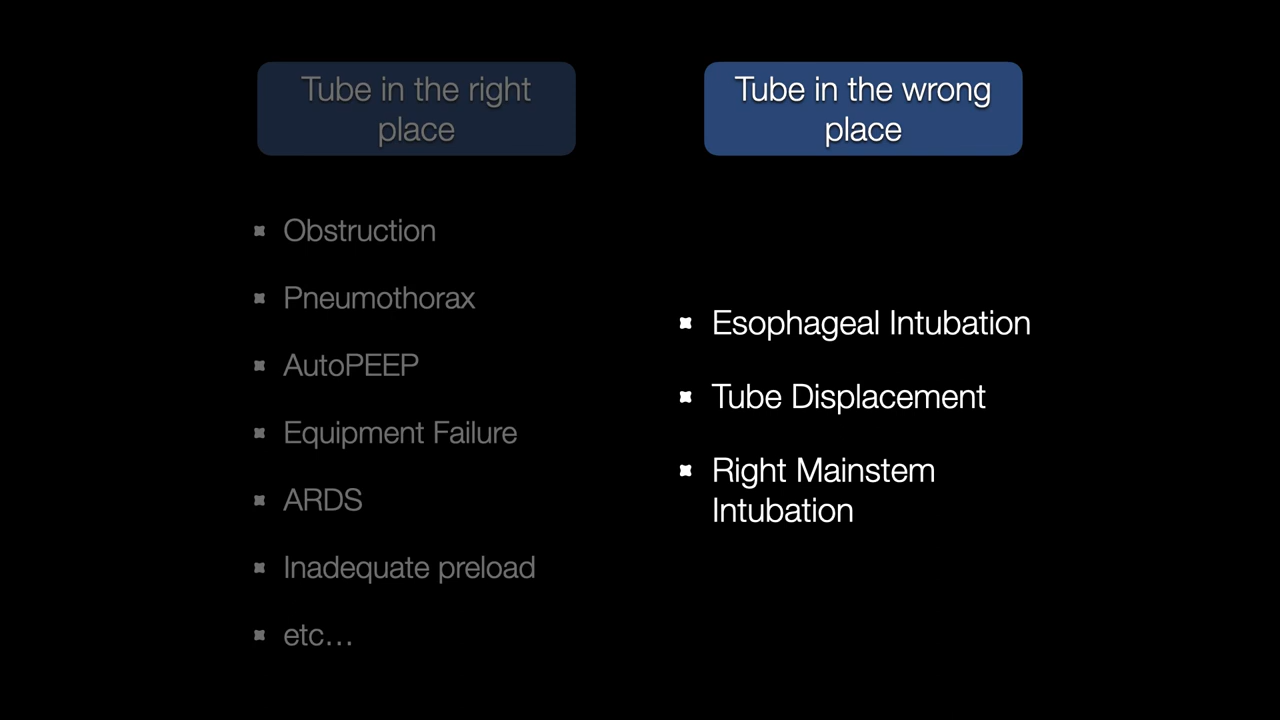 Tube in the right
place
Obstruction
Pneumothorax
AutoPEEP
Equipment Failure
ARDS
Inadequate preload
etc...
Tube in the wrong
place
Esophageal Intubation
Tube Displacement
Right Mainstem
Intubation